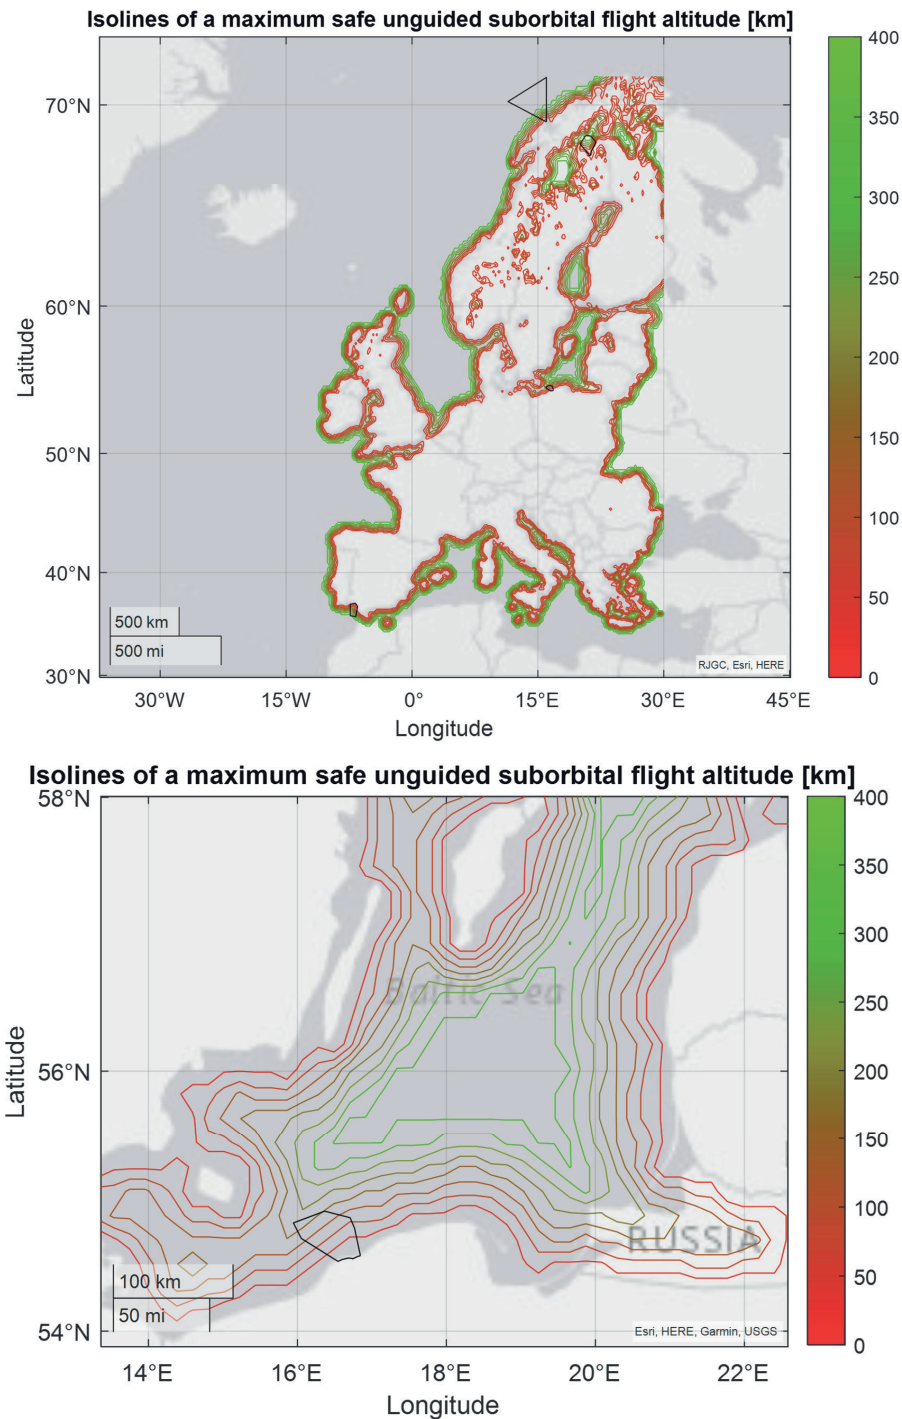 Isolines of a maximum safe unguided suborbital flight altitude [km]
70°N
60°N
50°N
40°N
30°N
Latitude
500 km
500 mi
RJGC, Esri, HERE
30°W 15°W 0° 15°E 30°E 45°E
Longitude
400
350
300
250
200
150
100
50
0
Isolines of a maximum safe unguided suborbital flight altitude [km]
58°N
56°N
54°N
Latitude
Baltic Sea
RUSSIA
100 km
50 mi
Esri, HERE, Garmin, USGS
14°E 16°E 18°E 20°E 22°E
Longitude
400
350
300
250
200
150
100
50
0